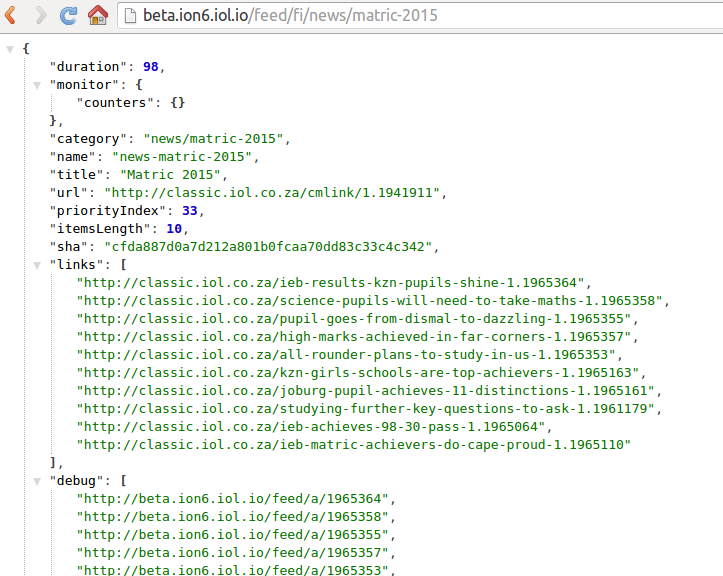 beta.ion6.iol.io/feed/fi/news/matric-2015
{
"duration": 98,
"monitor": {
"counters": {}
},
"category": "news/matric-2015",
"name": "news-matric-2015",
"title": "Matric 2015",
"url": "http://classic.iol.co.za/cmlink/1.1941911",
"priorityIndex": 33,
"itemsLength": 10,
"sha": "cfda887d0a7d212a801b0fcaa70dd83c33c4c342",
"links": [
"http://classic.iol.co.za/ieb-results-kzn-pupils-shine-1.1965364",
"http://classic.iol.co.za/science-pupils-will-need-to-take-maths-1.1965358",
"http://classic.iol.co.za/pupil-goes-from-dismal-to-dazzling-1.1965355",
"http://classic.iol.co.za/high-marks-achieved-in-far-corners-1.1965357",
"http://classic.iol.co.za/all-rounder-plans-to-study-in-us-1.1965353",
"http://classic.iol.co.za/kzn-girls-schools-are-top-achievers-1.1965163",
"http://classic.iol.co.za/joburg-pupil-achieves-11-distinctions-1.1965161",
"http://classic.iol.co.za/studying-further-key-questions-to-ask-1.1961179",
"http://classic.iol.co.za/ieb-achieves-98-30-pass-1.1965064",
"http://classic.iol.co.za/ieb-matric-achievers-do-cape-proud-1.1965110"
],
"debug": [
"http://beta.ion6.iol.io/feed/a/1965364",
"http://beta.ion6.iol.io/feed/a/1965358",
"http://beta.ion6.iol.io/feed/a/1965355",
"http://beta.ion6.iol.io/feed/a/1965357",
"http://beta.ion6.iol.io/feed/a/1965353",